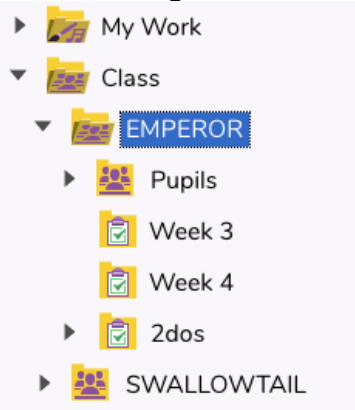 My Work
Class
EMPEROR
Pupils
Week 3
Week 4
2dos
SWALLOWTAIL